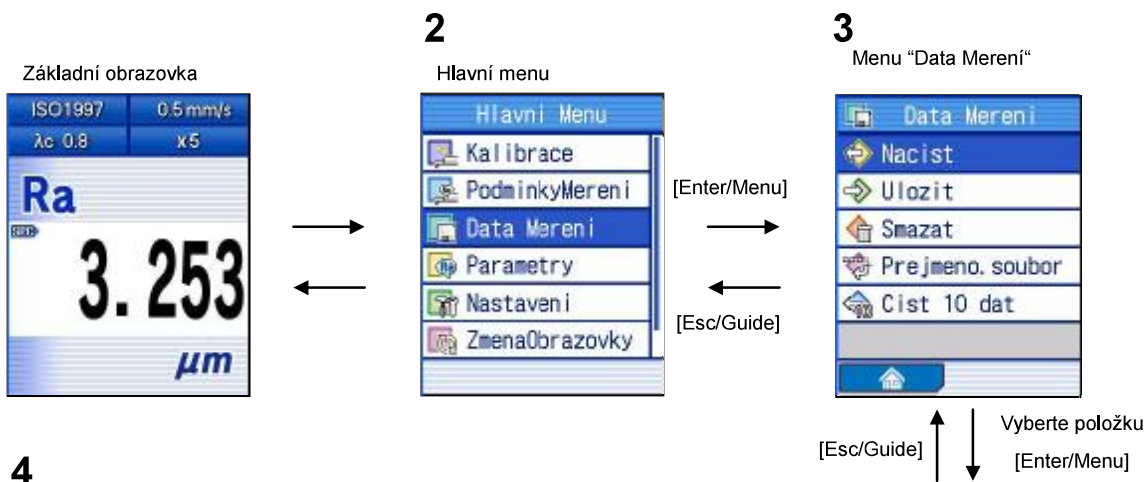 2
3
Základní obrazovka
Hlavní menu
Menu “Data Merení“
ISO1997 0.5 mm/s
λc 0.8 x5
Ra
3. 253
μm
Hlavni Menu
Kalibrace
PodminkyMereni
Data Mereni
Parametry
Nastaveni
ZmenaObrazovky
[Enter/Menu]
[Esc/Guide]
Data Mereni
Nacist
Ulozit
Smazat
Prejmeno. soubor
Cist 10 dat
[Esc/Guide]
Vyberte položku
[Enter/Menu]
4